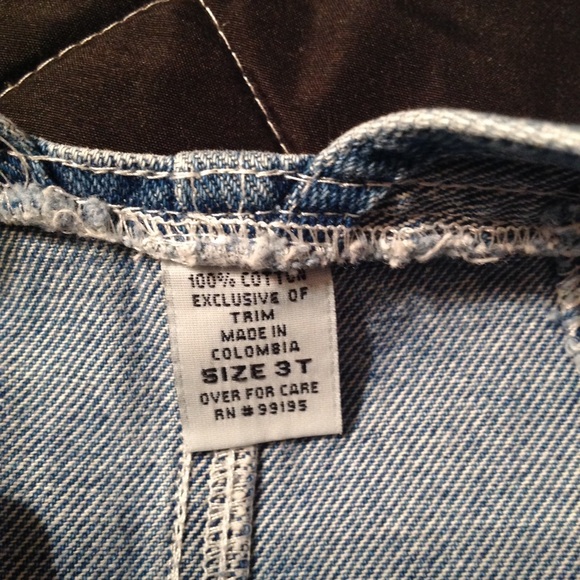 100% COTTON
EXCLUSIVE OF
TRIM
MADE IN
COLOMBIA
SIZE 3T
OVER FOR CARE
RN #99195